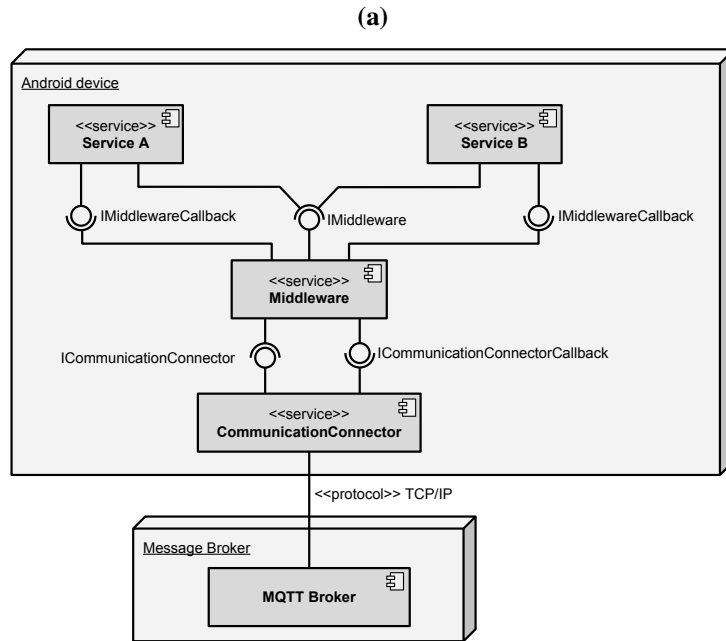 (a)
Android device
<<service>>
Service A
<<service>>
Service B
IMiddlewareCallback
IMiddleware
IMiddlewareCallback
<<service>>
Middleware
ICommunicationConnector
ICommunicationConnectorCallback
<<service>>
CommunicationConnector
<<protocol>> TCP/IP
Message Broker
MQTT Broker